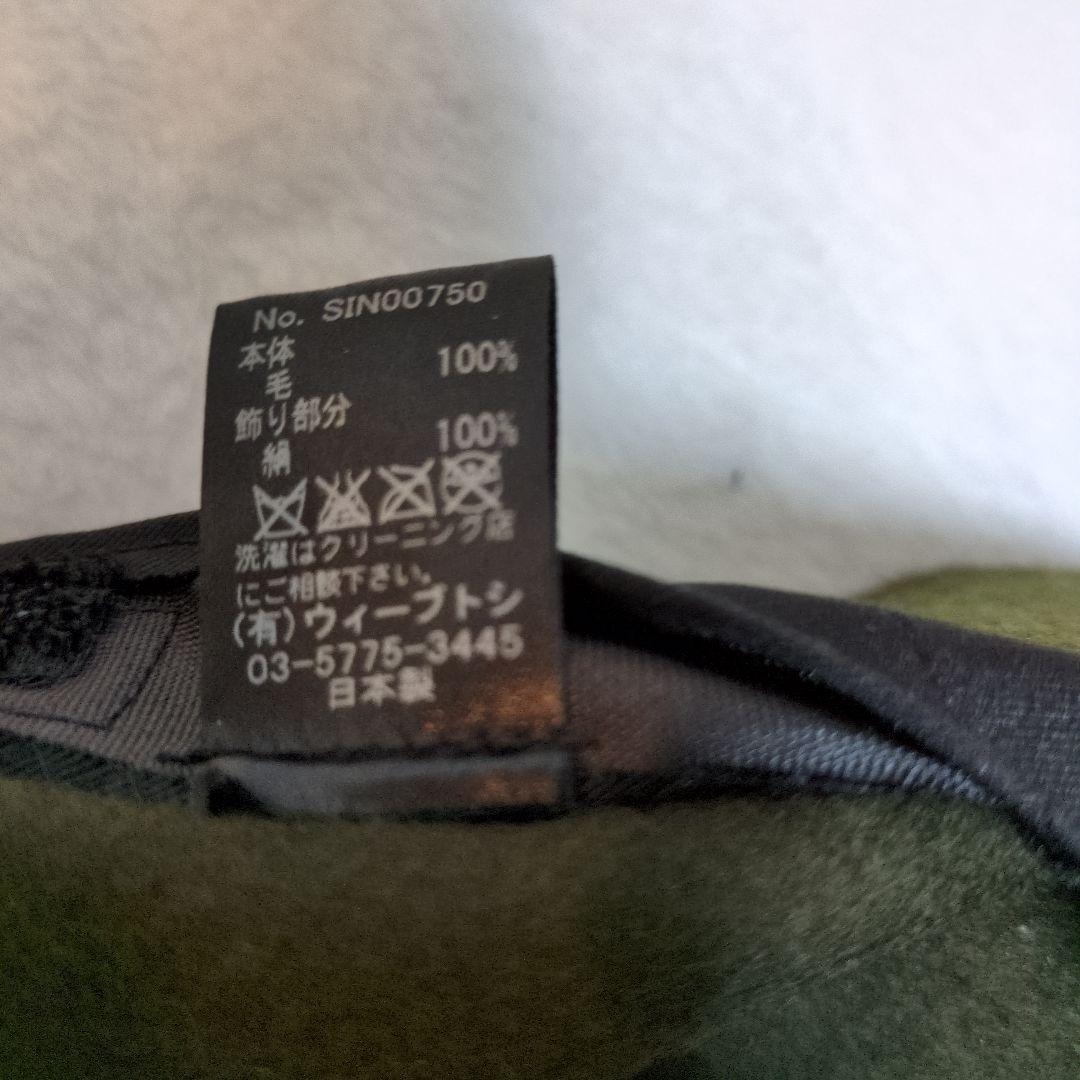 No. SIN00750
本体
毛 100%
飾り部分
絹 100%
洗濯はクリーニング店
にご相談下さい。
(有)ウィーブトシ
03-5775-3445
日本製